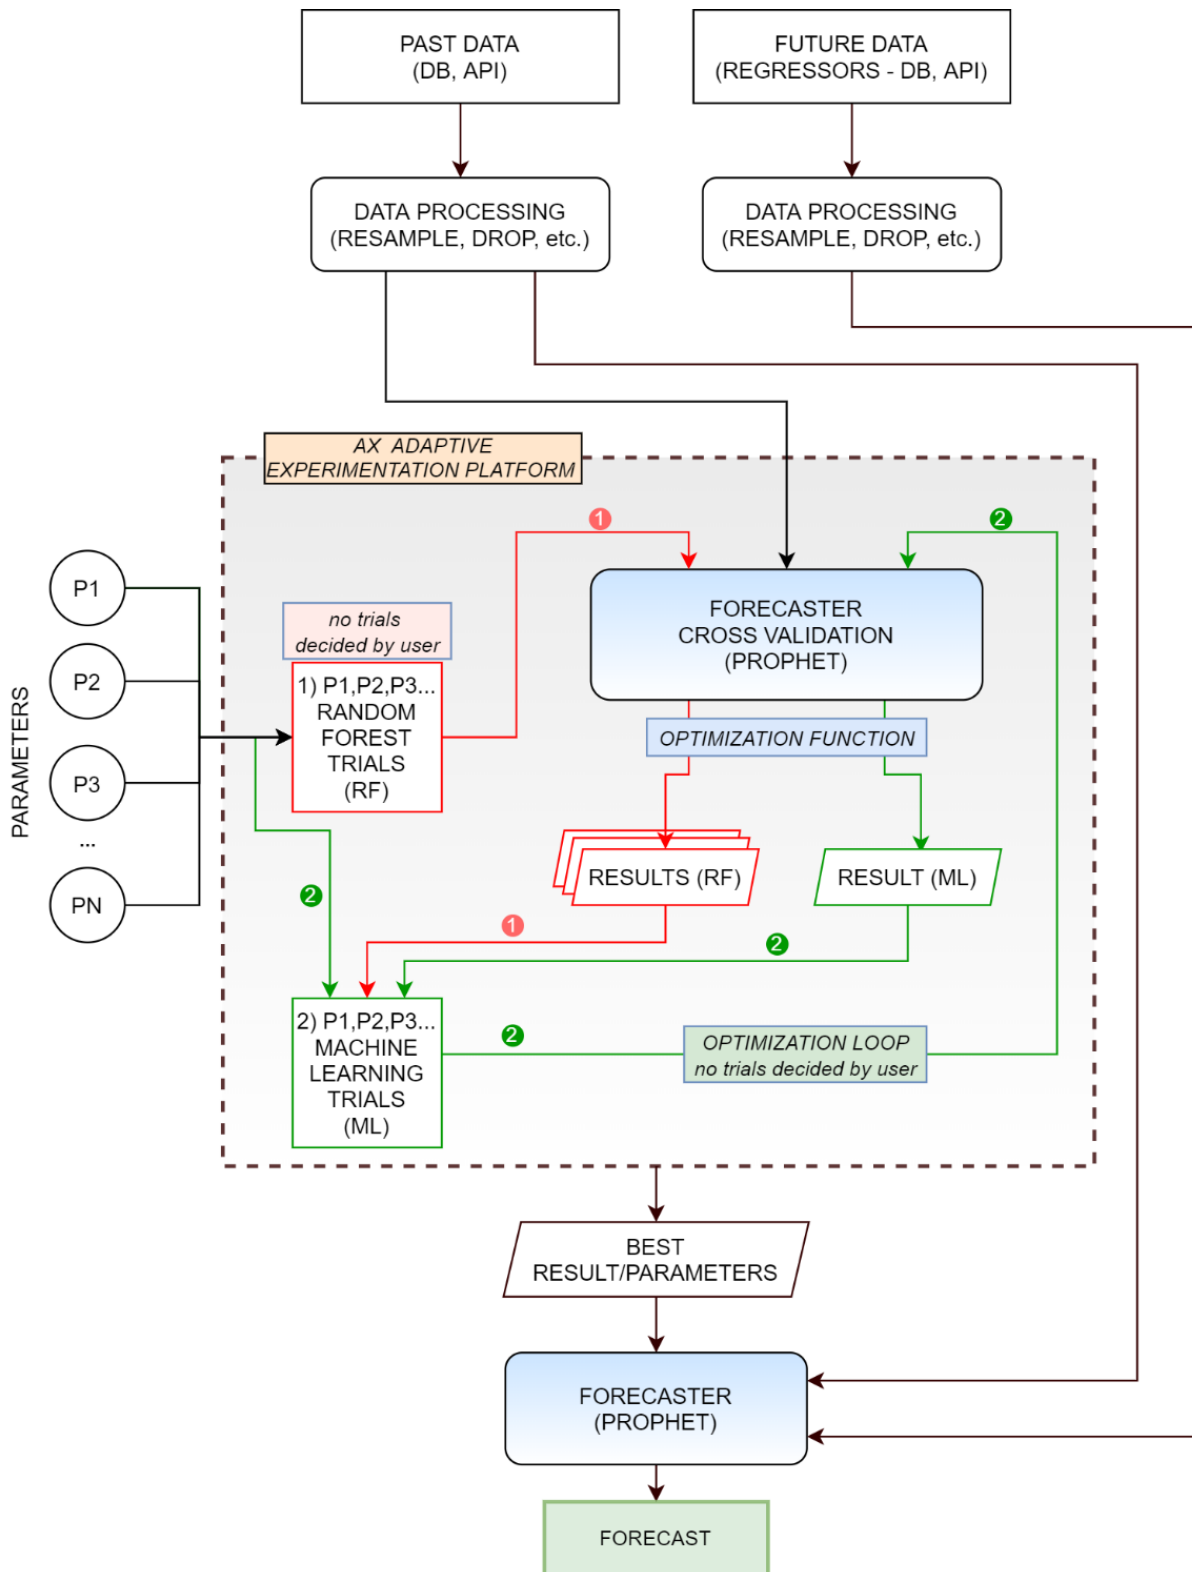 PAST DATA
(DB, API)
FUTURE DATA
(REGRESSORS - DB, API)
DATA PROCESSING
(RESAMPLE, DROP, etc.)
DATA PROCESSING
(RESAMPLE, DROP, etc.)
AX ADAPTIVE
EXPERIMENTATION PLATFORM
1
2
PARAMETERS
P1
P2
P3
...
PN
no trials
decided by user
1) P1,P2,P3...
RANDOM
FOREST
TRIALS
(RF)
FORECASTER
CROSS VALIDATION
(PROPHET)
OPTIMIZATION FUNCTION
RESULTS (RF)
RESULT (ML)
2
1
2
2) P1,P2,P3...
MACHINE
LEARNING
TRIALS
(ML)
2
OPTIMIZATION LOOP
no trials decided by user
BEST
RESULT/PARAMETERS
FORECASTER
(PROPHET)
FORECAST